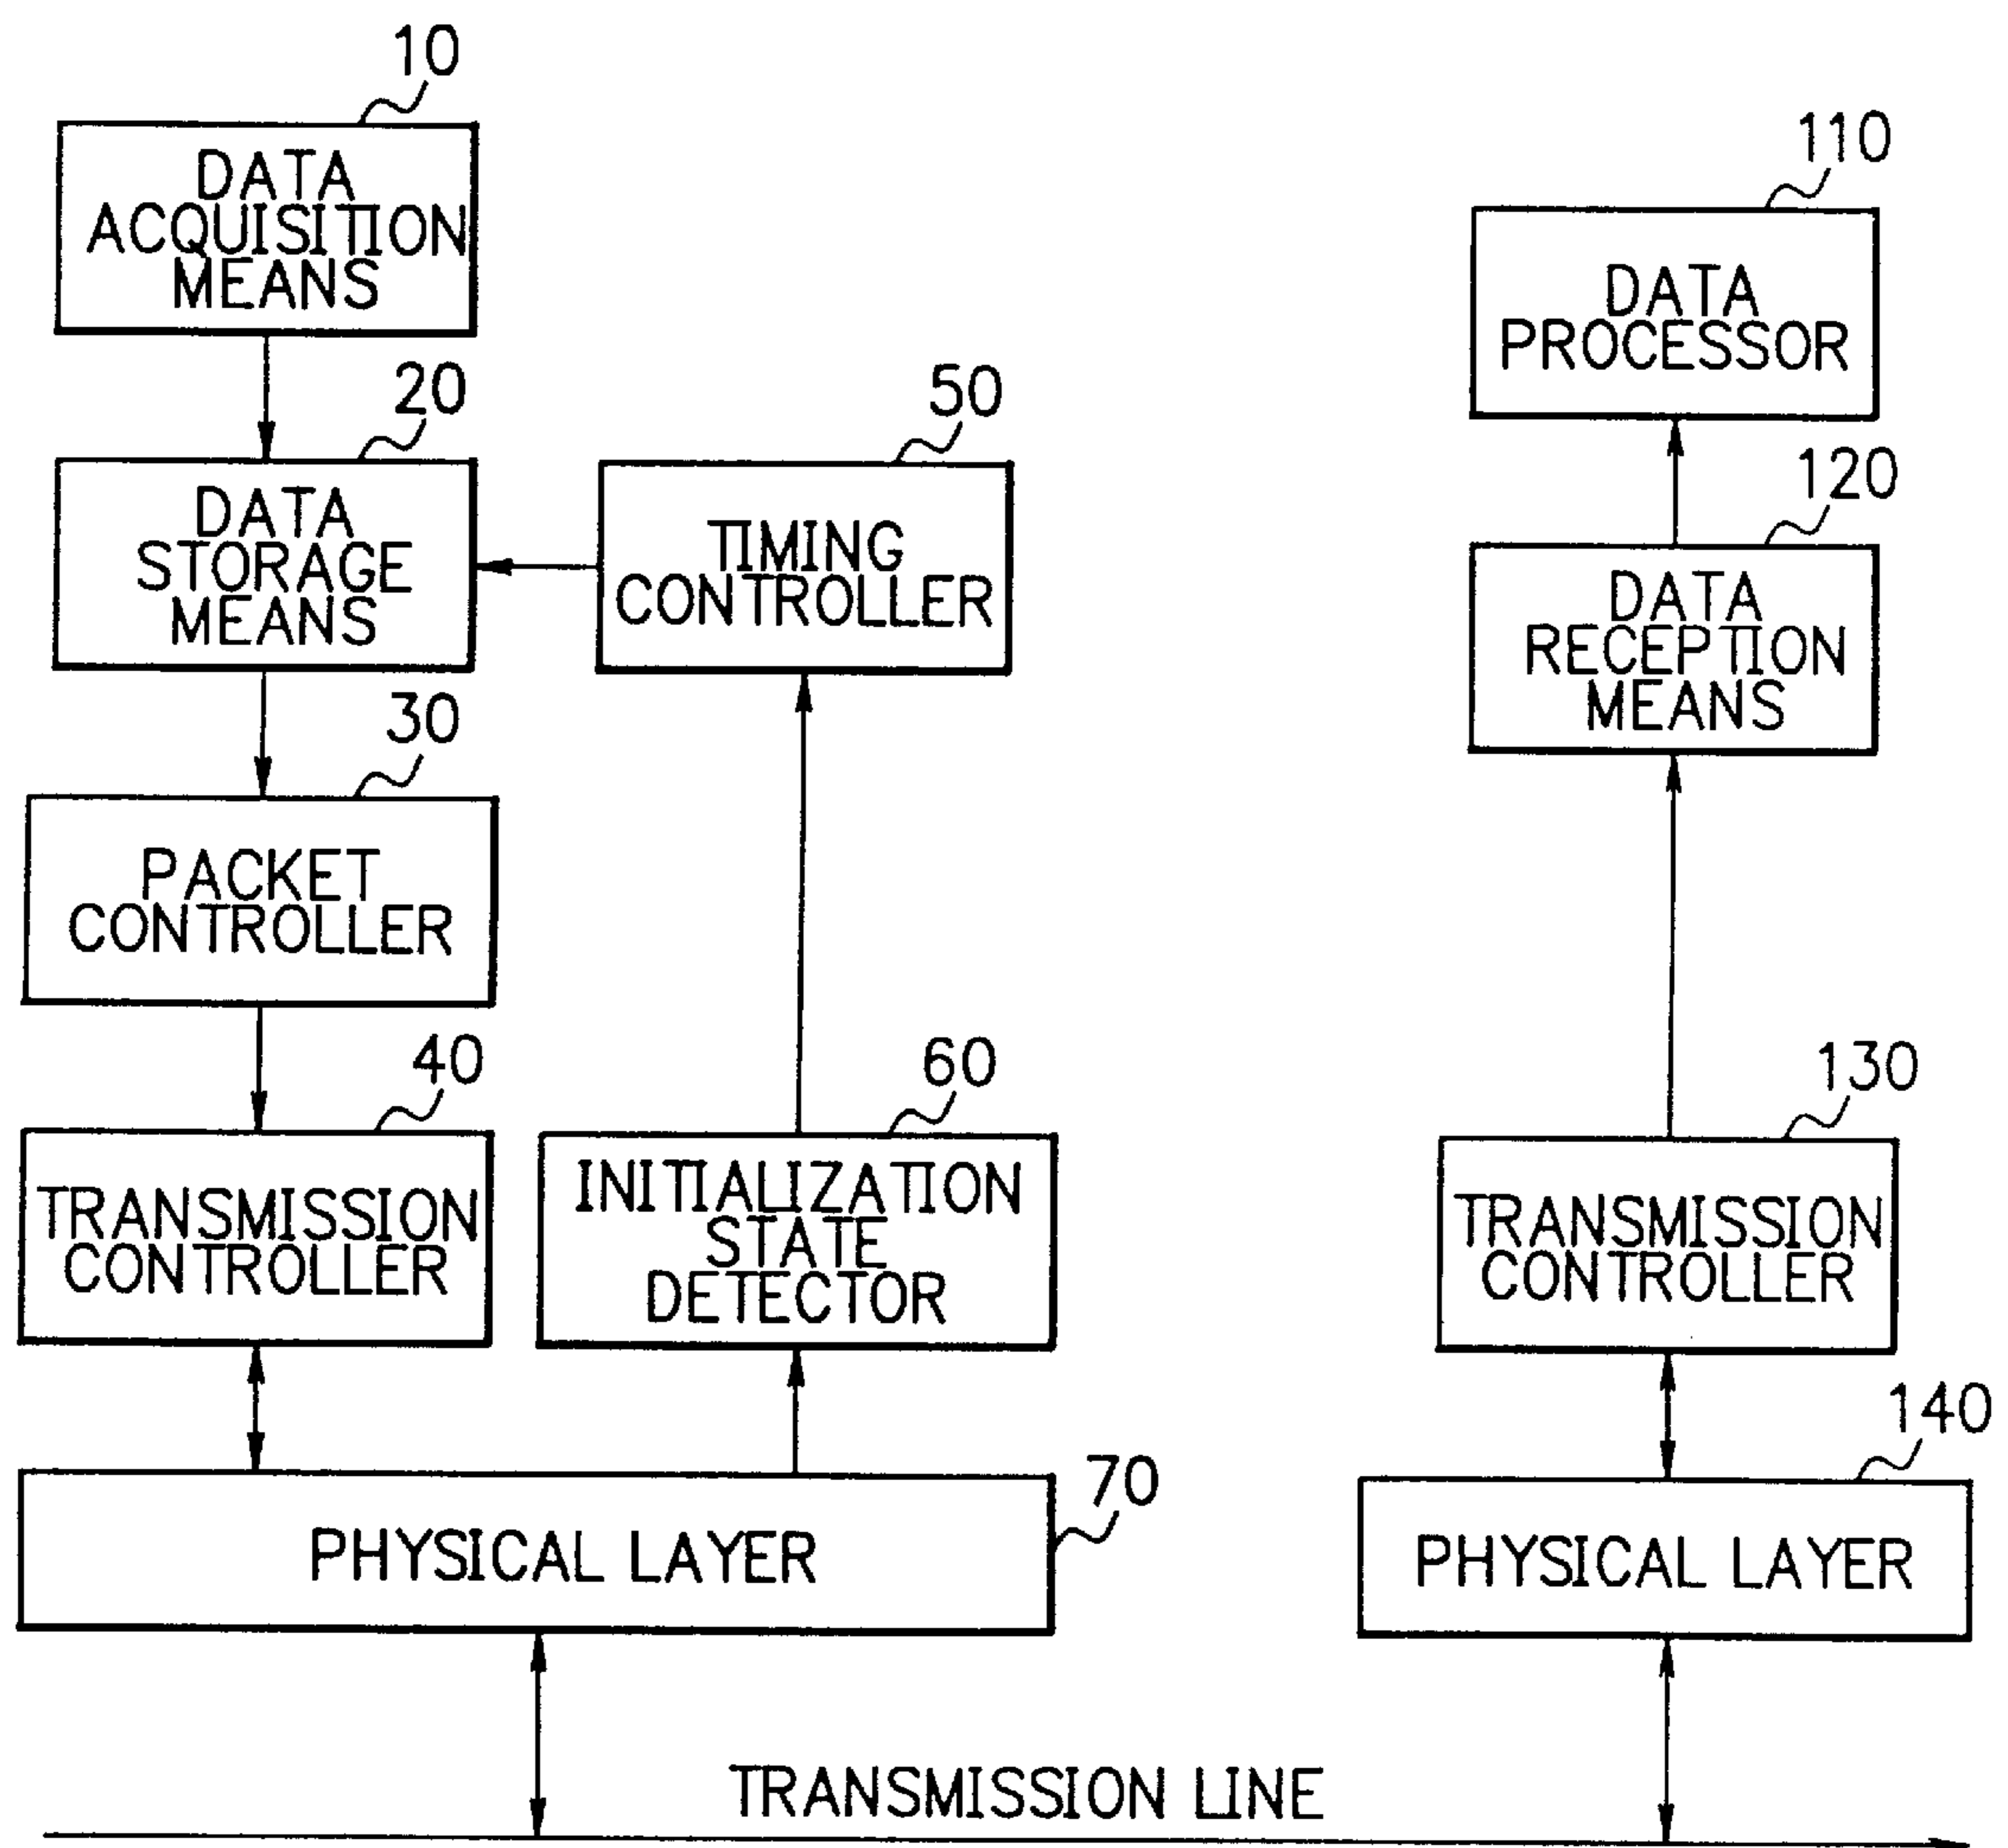 10
DATA
ACQUISITION
MEANS
20
DATA
STORAGE
MEANS
50
TIMING
CONTROLLER
30
PACKET
CONTROLLER
40
TRANSMISSION
CONTROLLER
60
INITIALIZATION
STATE
DETECTOR
70
PHYSICAL LAYER
110
DATA
PROCESSOR
120
DATA
RECEPTION
MEANS
130
TRANSMISSION
CONTROLLER
140
PHYSICAL LAYER
TRANSMISSION LINE